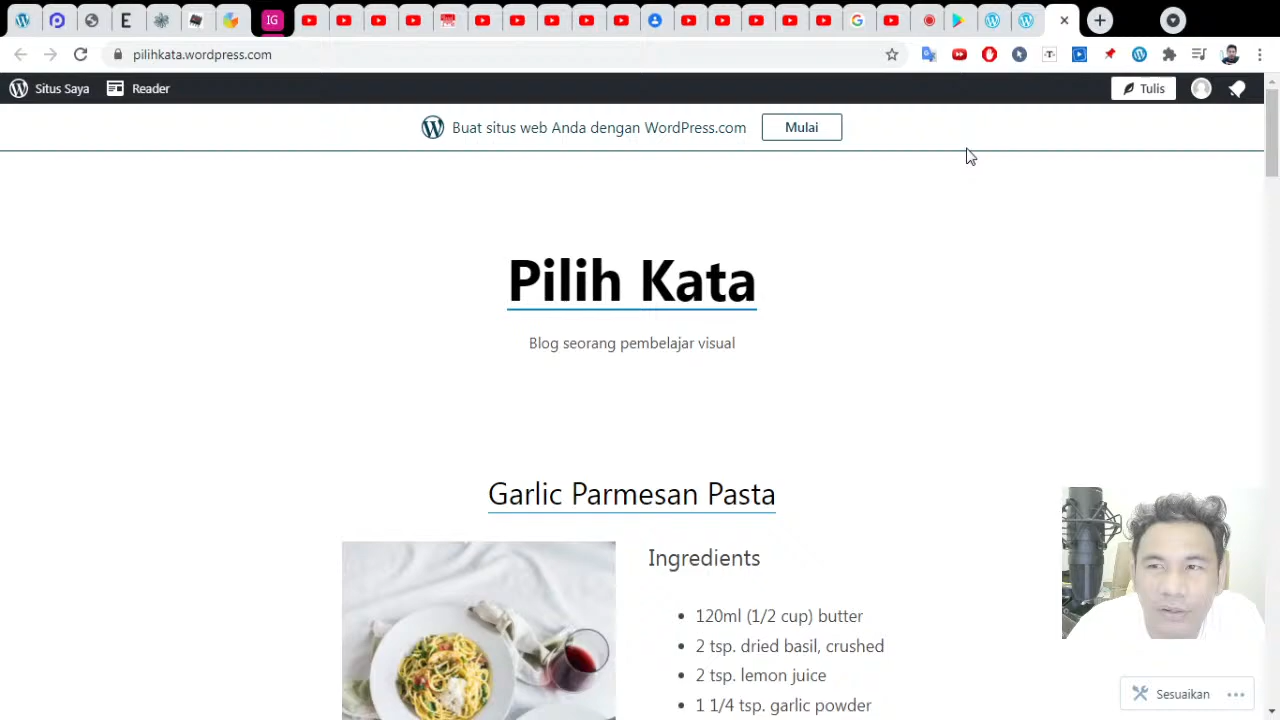 IG
E
pilihkata.wordpress.com
Situs Saya
Reader
Tulis
Buat situs web Anda dengan WordPress.com
Mulai
Pilih Kata
Blog seorang pembelajar visual
Garlic Parmesan Pasta
Ingredients
• 120ml (1/2 cup) butter
• 2 tsp. dried basil, crushed
• 2 tsp. lemon juice
• 1 1/4 tsp. garlic powder
Sesuaikan